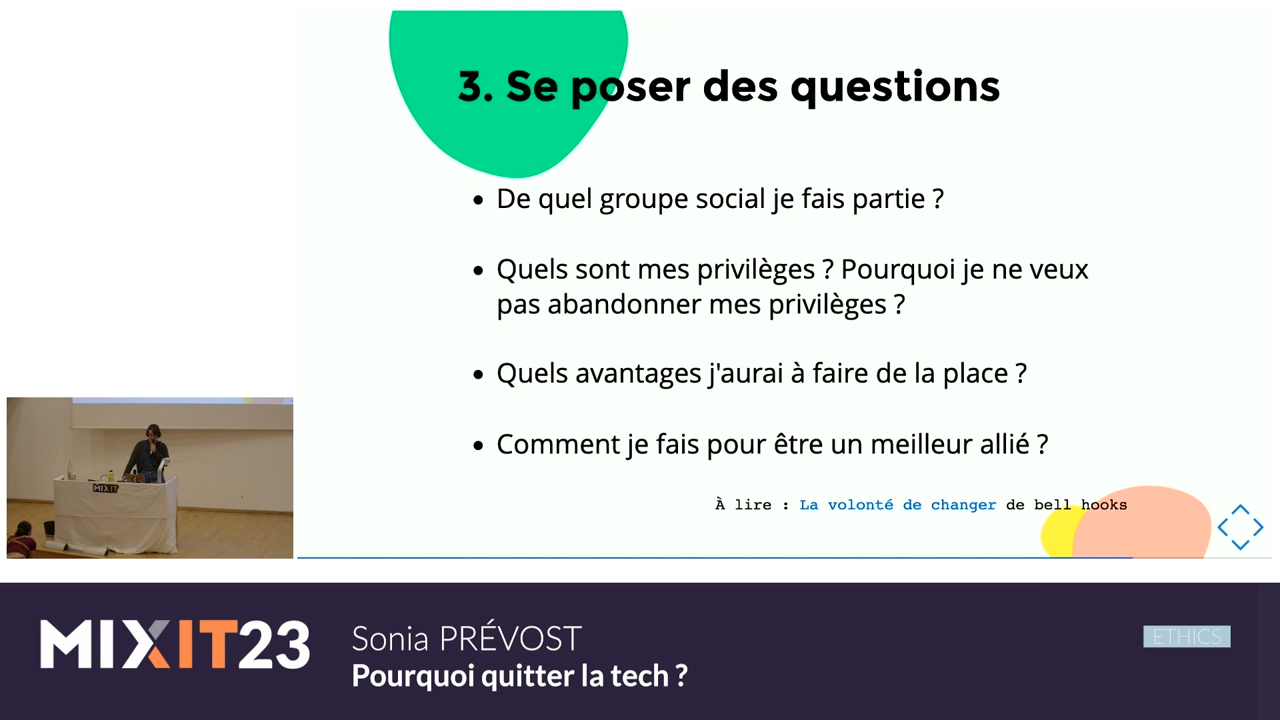 3. Se poser des questions
De quel groupe social je fais partie ?
Quels sont mes privilèges ? Pourquoi je ne veux
pas abandonner mes privilèges ?
Quels avantages j'aurai à faire de la place ?
Comment je fais pour être un meilleur allié ?
À lire : La volonté de changer de bell hooks
MIXIT
MIXIT23
Sonia PRÉVOST
Pourquoi quitter la tech ?
ETHICS